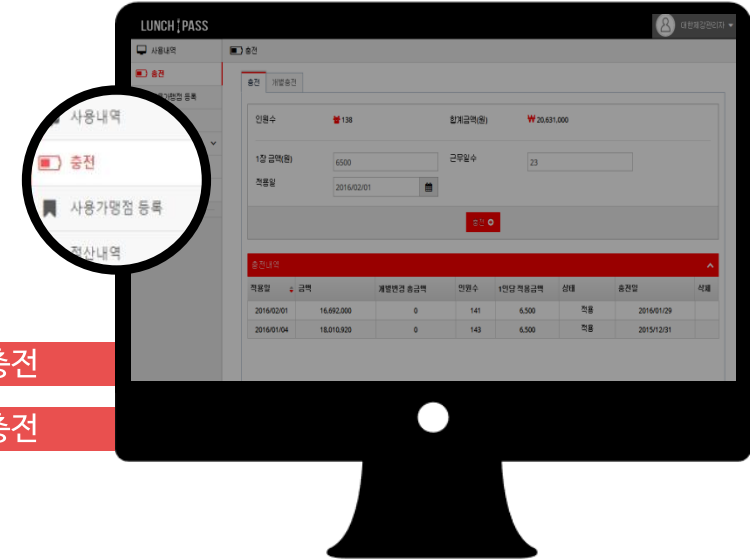 LUNCH PASS
대한제강관리자
사용내역
충전
충전
사용가맹점 등록
충전 개별충전
인원수 138 합계금액(원) ₩ 20,631,000
1장 금액(원) 6500 근무일수 23
적용일 2016/02/01
충전
충전내역
적용일 금액 개별변경 총금액 인원수 1인당 적용금액 상태 충전일 삭제
2016/02/01 16,692,000 0 141 6,500 적용 2016/01/29
2016/01/04 18,010,920 0 143 6,500 적용 2015/12/31
사용내역
충전
사용가맹점 등록
정산내역
충전
충전